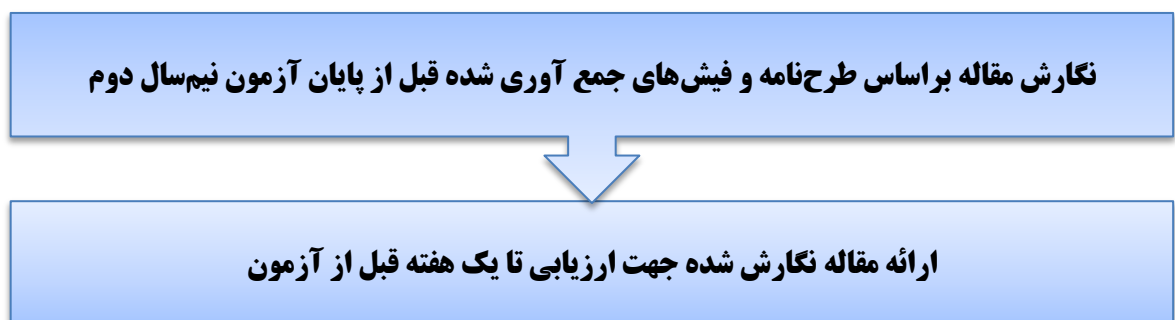 نگارش مقاله براساس طرح‌نامه و فیش‌های جمع آوری شده قبل از پایان آزمون نیم‌سال دوم
ارائه مقاله نگارش شده جهت ارزیابی تا یک هفته قبل از آزمون